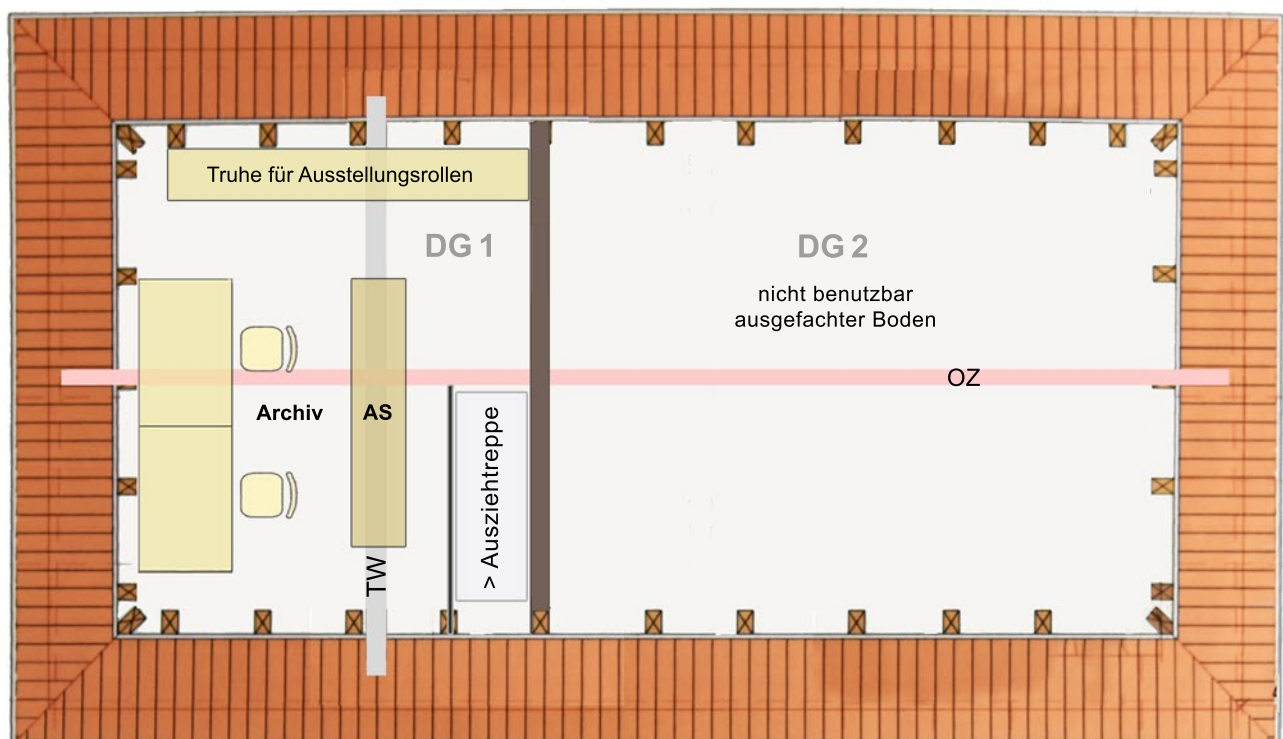 Truhe für Ausstellungsrollen
DG 1
DG 2
nicht benutzbar
ausgefachter Boden
OZ
Archiv
AS
> Ausziehtreppe
TW